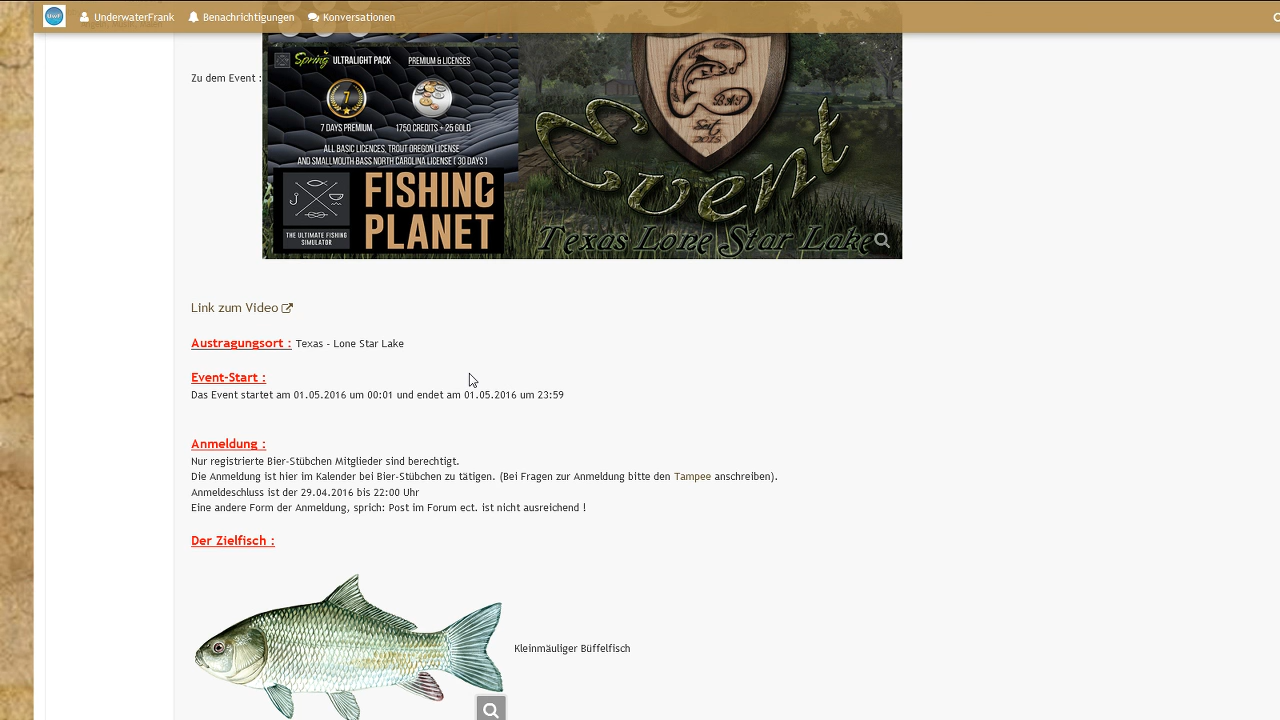 UnderwaterFrank Benachrichtigungen Konversationen
Zu dem Event :
Spring ULTRALIGHT PACK PREMIUM & LICENSES
7
7 DAYS PREMIUM 1750 CREDITS + 25 GOLD
ALL BASIC LICENCES, TROUT OREGON LICENSE
AND SMALLMOUTH BASS NORTH CAROLINA LICENSE ( 30 DAYS )
FISHING
PLANET
THE ULTIMATE FISHING
SIMULATOR
Event
Texas Lone Star Lake
Link zum Video
Austragungsort : Texas - Lone Star Lake
Event-Start :
Das Event startet am 01.05.2016 um 00:01 und endet am 01.05.2016 um 23:59
Anmeldung :
Nur registrierte Bier-Stübchen Mitglieder sind berechtigt.
Die Anmeldung ist hier im Kalender bei Bier-Stübchen zu tätigen. (Bei Fragen zur Anmeldung bitte den Tampee anschreiben).
Anmeldeschluss ist der 29.04.2016 bis 22:00 Uhr
Eine andere Form der Anmeldung, sprich: Post im Forum ect. ist nicht ausreichend !
Der Zielfisch :
Kleinmäuliger Büffelfisch